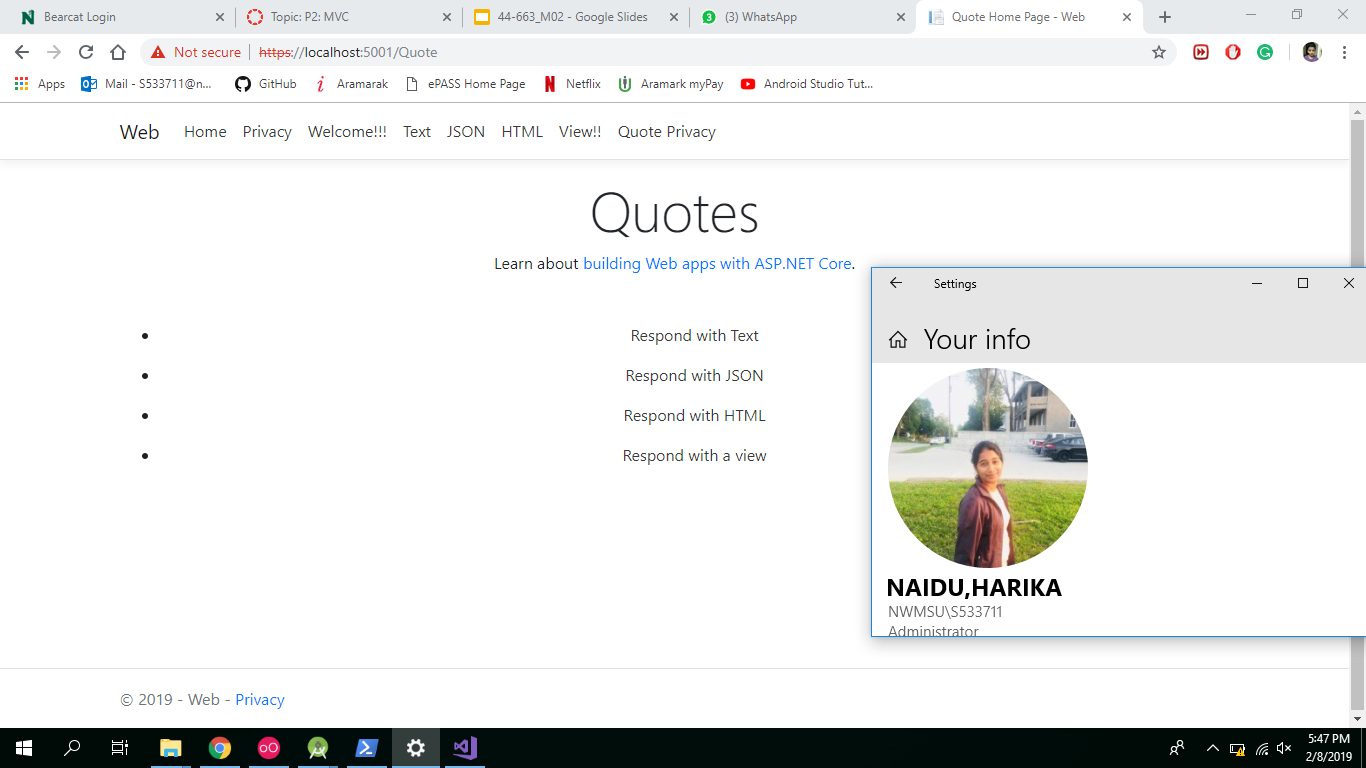 Bearcat Login
Topic: P2: MVC
44-663_M02 - Google Slides
3
(3) WhatsApp
Quote Home Page - Web
Not secure
https://localhost:5001/Quote
Apps
Mail - S533711@n...
GitHub
Aramarak
ePASS Home Page
Netflix
Aramark myPay
Android Studio Tut...
Web
Home
Privacy
Welcome!!!
Text
JSON
HTML
View!!
Quote Privacy
Quotes
Learn about building Web apps with ASP.NET Core.
Respond with Text
Respond with JSON
Respond with HTML
Respond with a view
Settings
Your info
NAIDU,HARIKA
NWMSU\S533711
Administrator
© 2019 - Web - Privacy
5:47 PM
2/8/2019